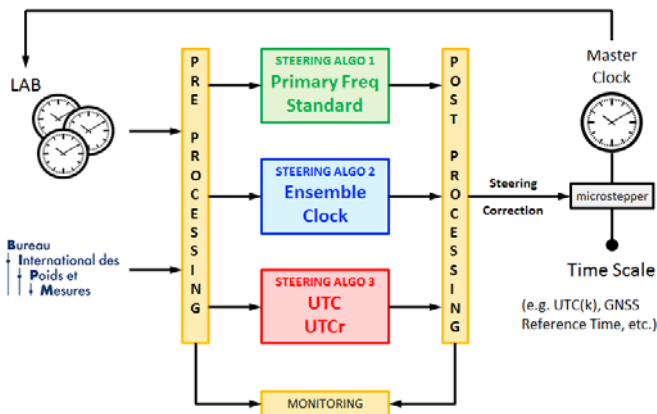 LAB
Bureau
International des
Poids et
Mesures
PRE PROCESSING
STEERING ALGO 1
Primary Freq
Standard
STEERING ALGO 2
Ensemble
Clock
STEERING ALGO 3
UTC
UTCr
POST PROCESSING
MONITORING
Steering
Correction
Master
Clock
microstepper
Time Scale
(e.g. UTC(k), GNSS
Reference Time, etc.)